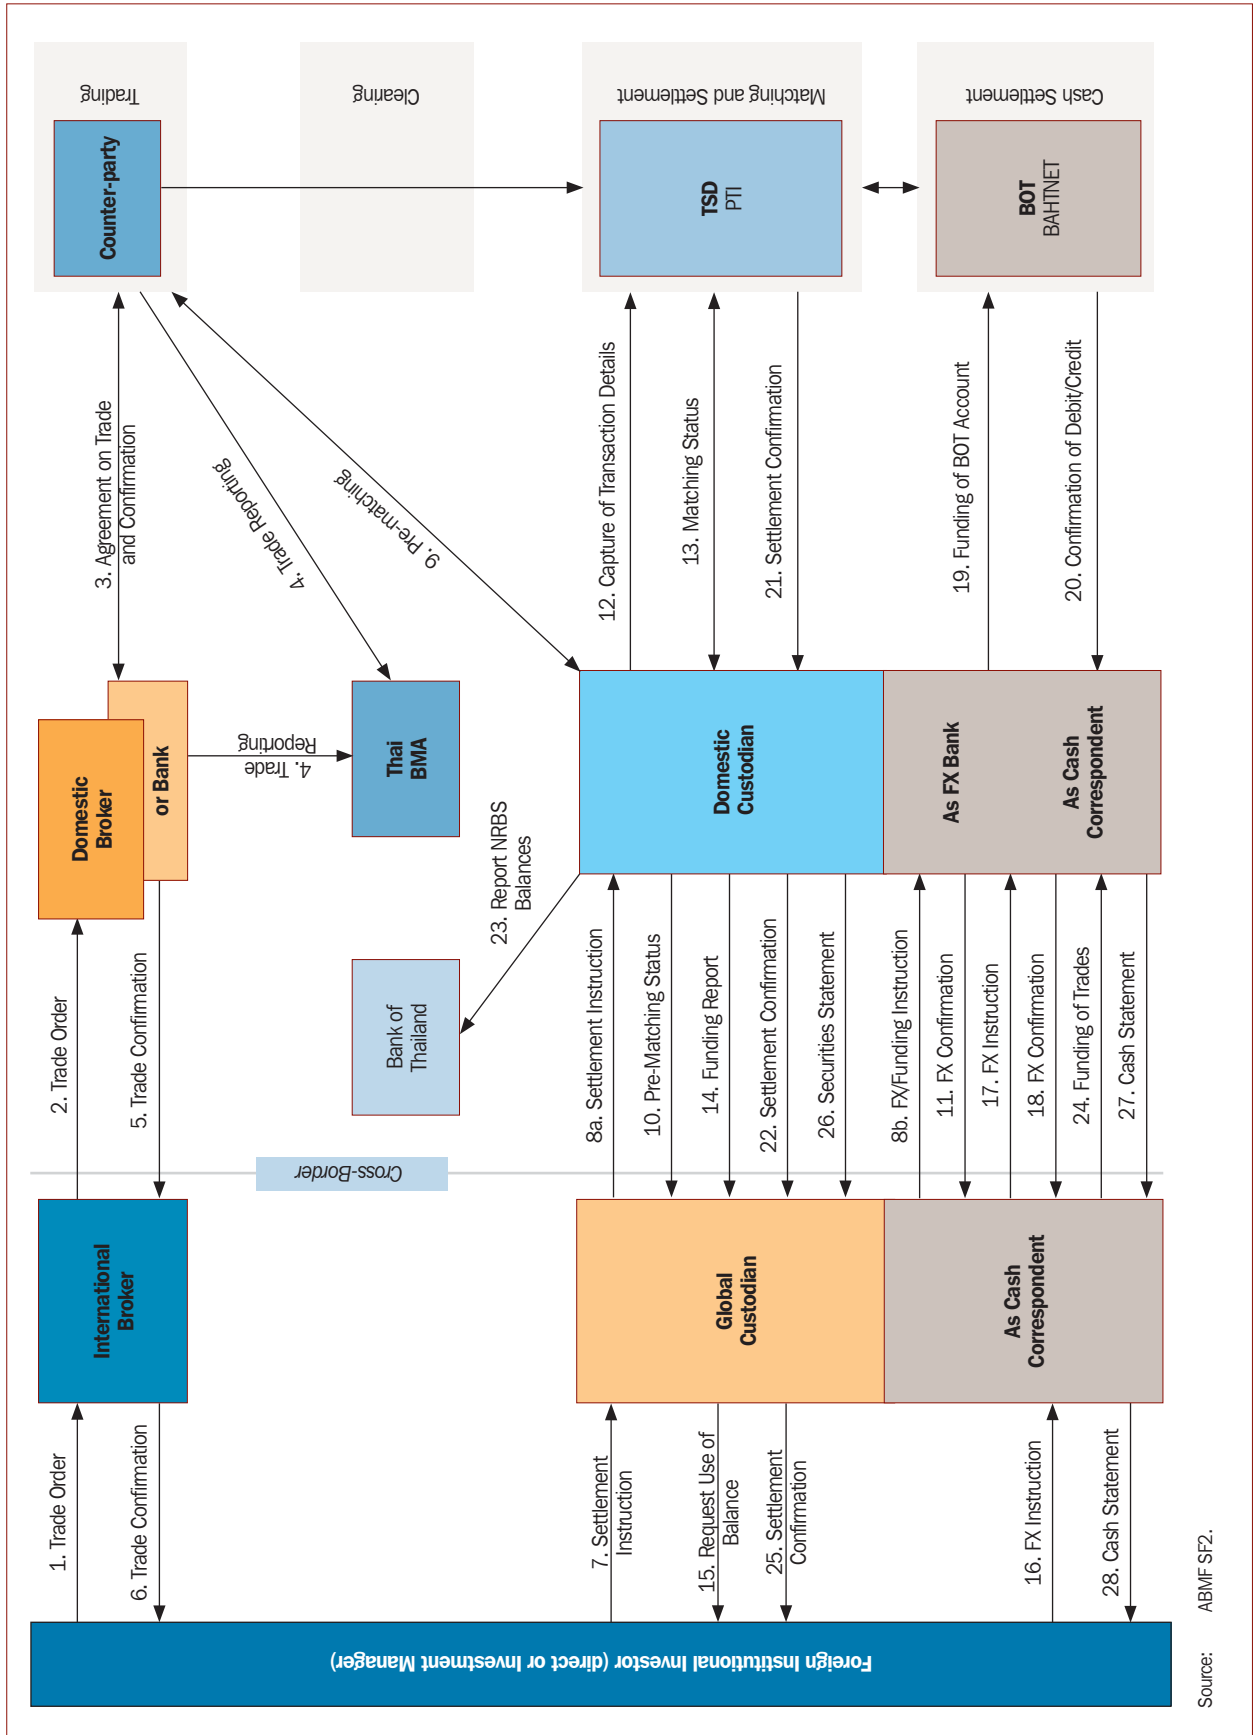 Foreign Institutional Investor (direct or Investment Manager)
1. Trade Order
6. Trade Confirmation
7. Settlement
Instruction
15. Request Use of
Balance
25. Settlement
Confirmation
16. FX Instruction
28. Cash Statement
International
Broker
Global
Custodian
As Cash
Correspondent
Cross-Border
2. Trade Order
5. Trade Confirmation
Bank of
Thailand
23. Report NRBS
Balances
8a. Settlement Instruction
10. Pre-Matching Status
14. Funding Report
22. Settlement Confirmation
26. Securities Statement
8b. FX/Funding Instruction
11. FX Confirmation
17. FX Instruction
18. FX Confirmation
24. Funding of Trades
27. Cash Statement
Domestic
Broker
or Bank
4. Trade
Reporting
Thai
BMA
Domestic
Custodian
As FX Bank
As Cash
Correspondent
3. Agreement on Trade
and Confirmation
4. Trade Reporting
9. Pre-matching
12. Capture of Transaction Details
13. Matching Status
21. Settlement Confirmation
19. Funding of BOT Account
20. Confirmation of Debit/Credit
Counter-party
Trading
Clearing
TSD
PTI
Matching and Settlement
BOT
BAHTNET
Cash Settlement
Source: ABMF SF2.